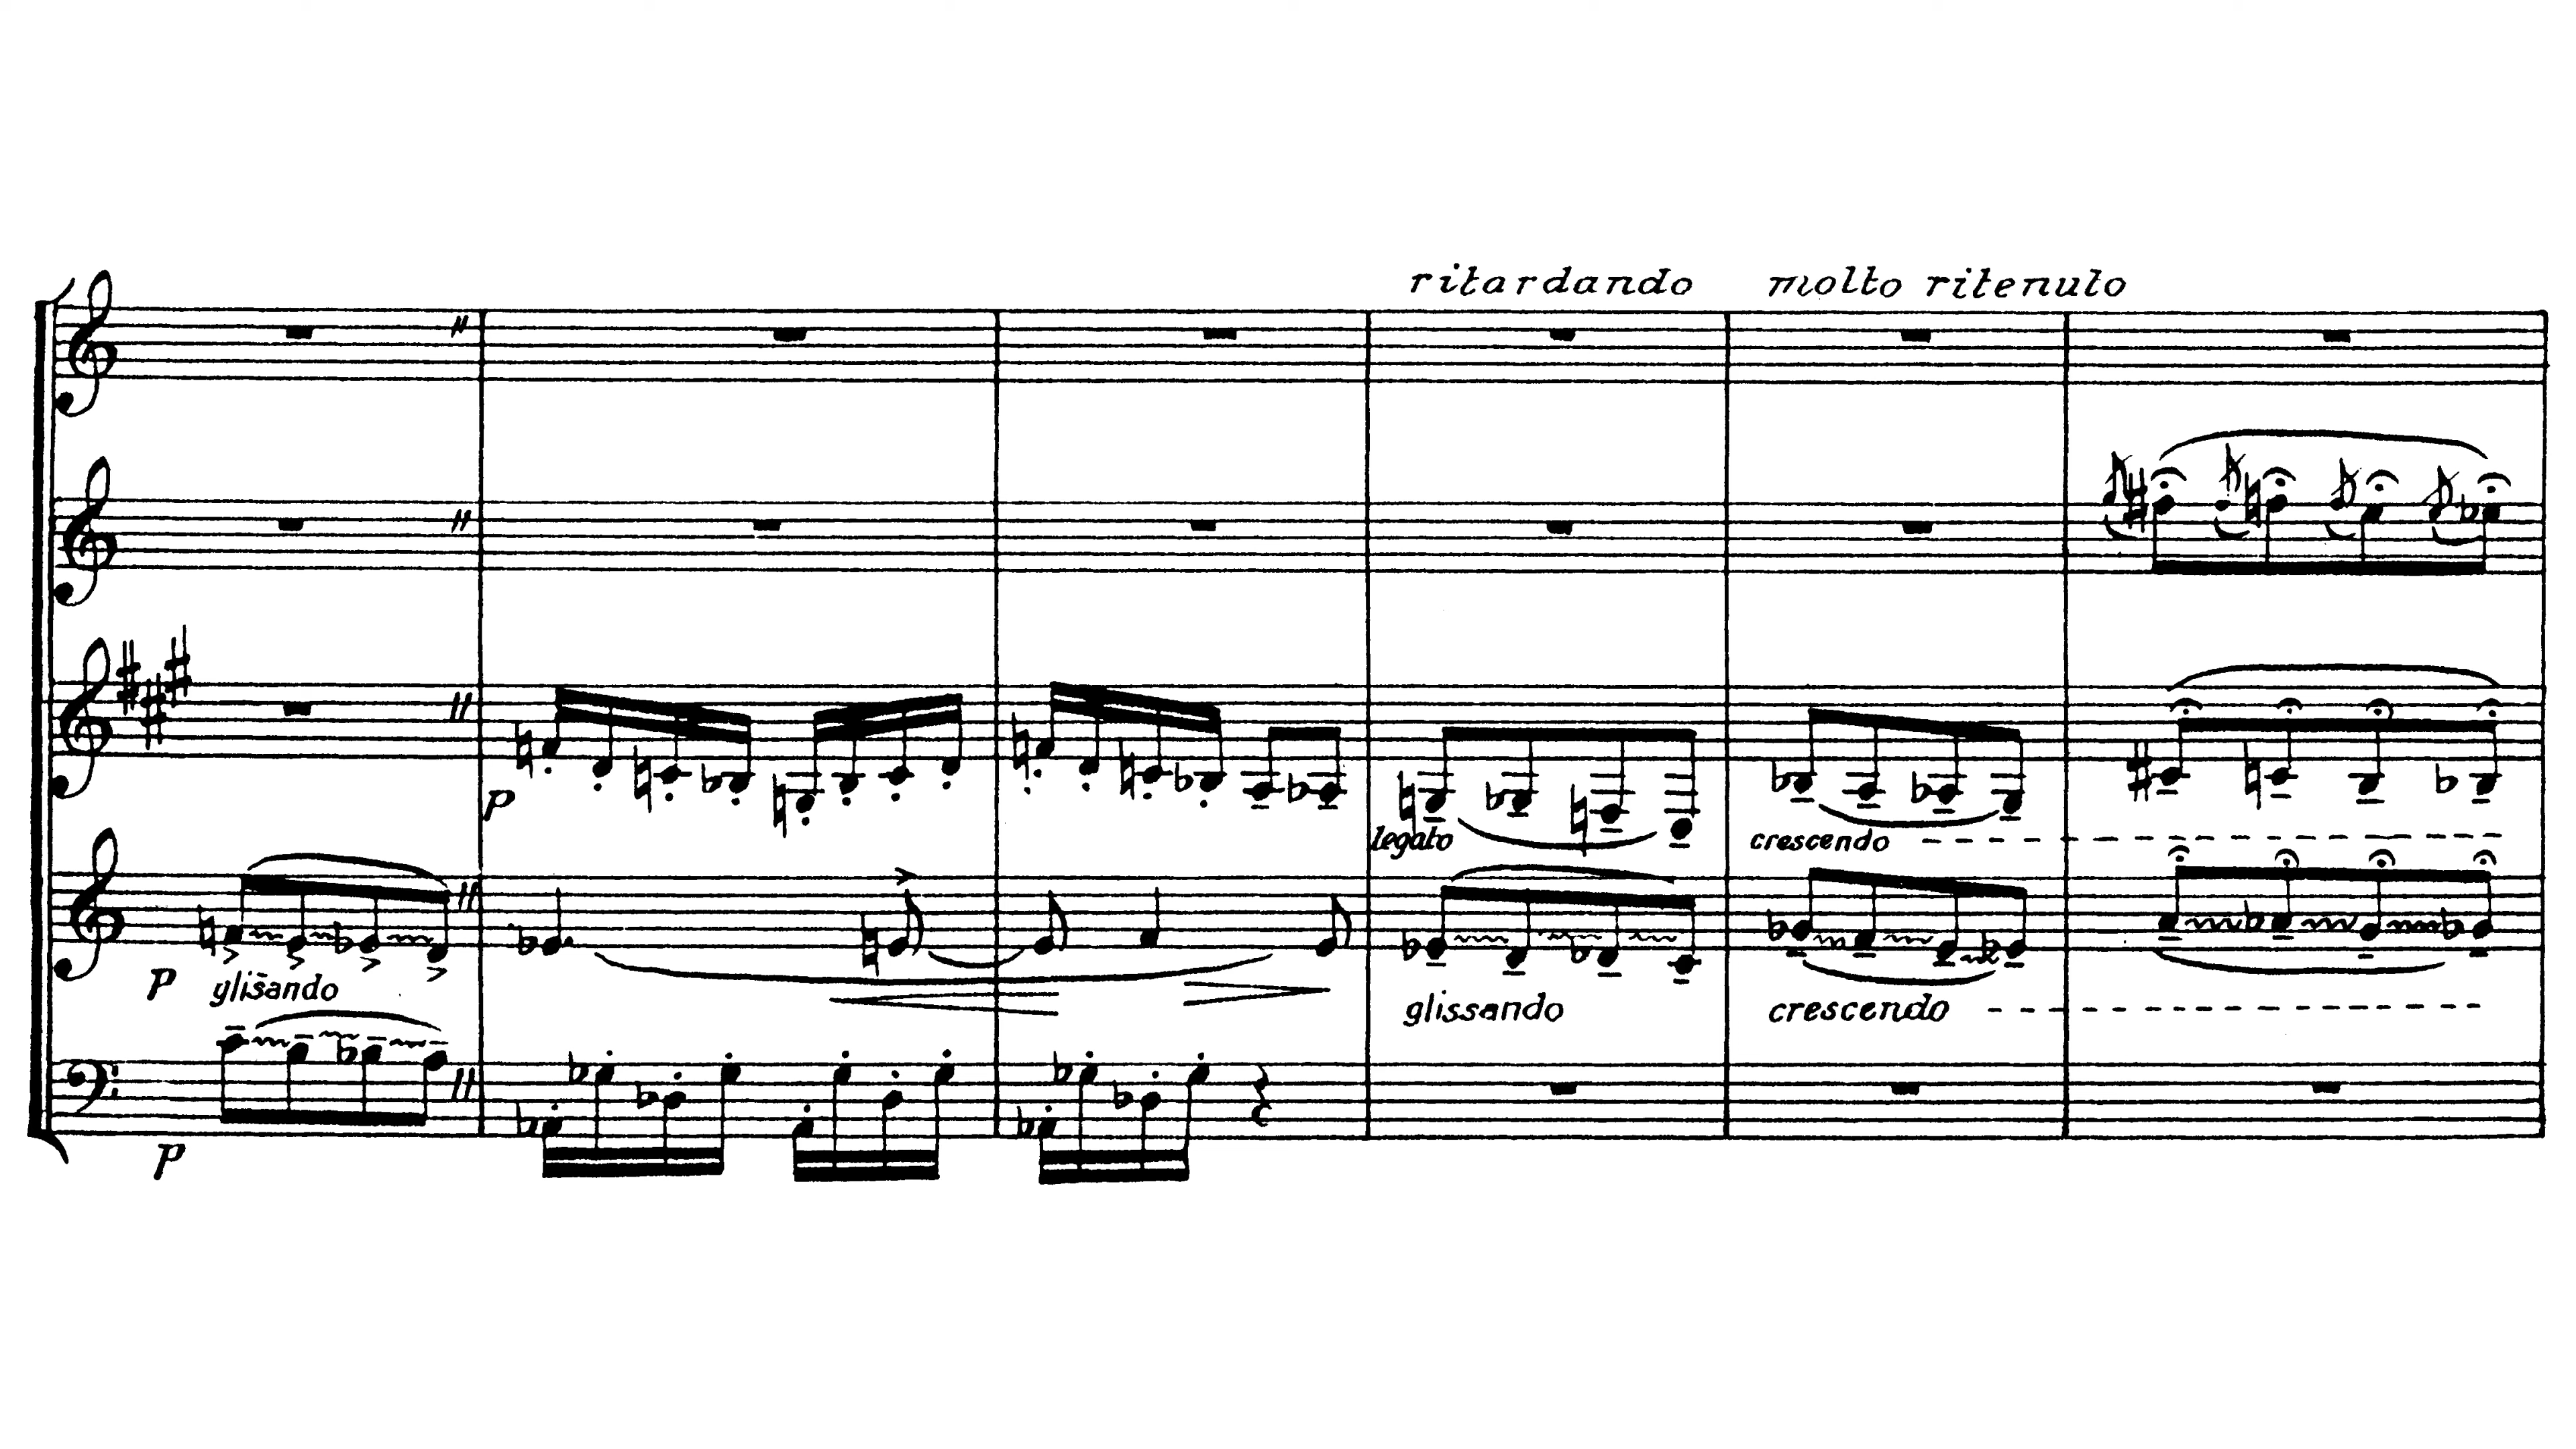 ritardando molto ritenuto
p
legato crescendo
p glisando
glissando crescendo
p